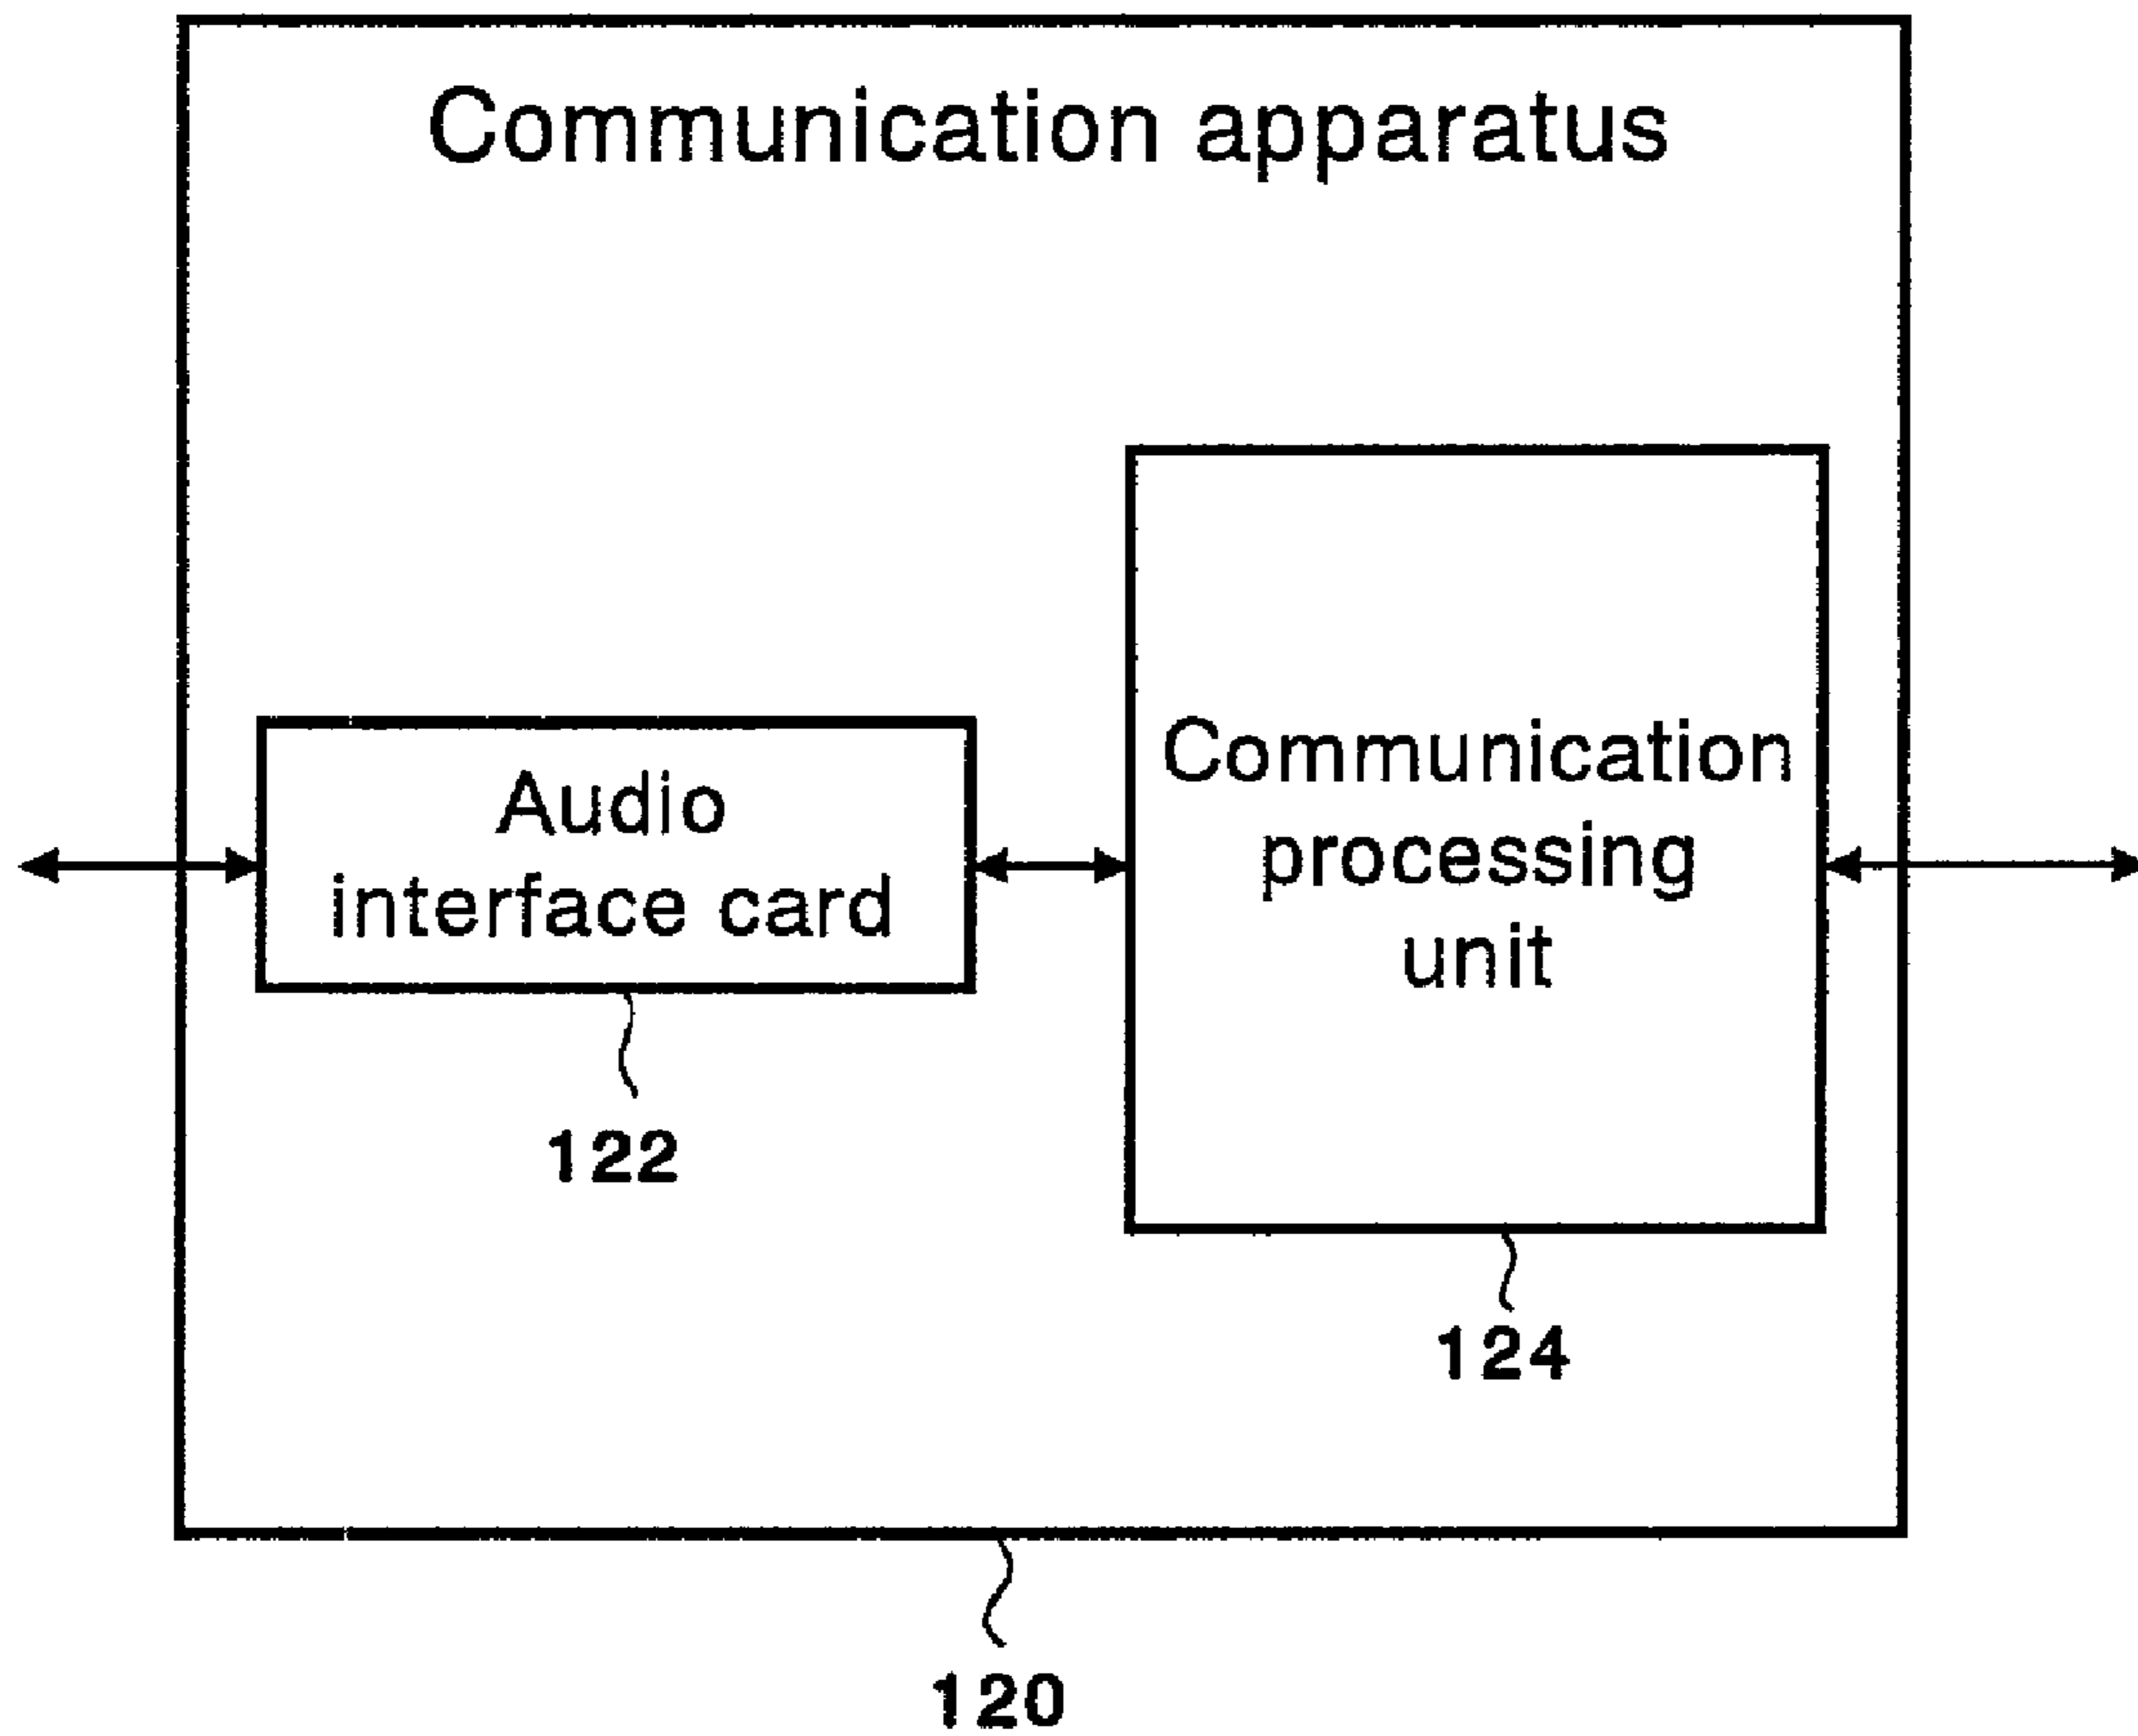 Communication apparatus
Audio
interface card
122
Communication
processing
unit
124
120